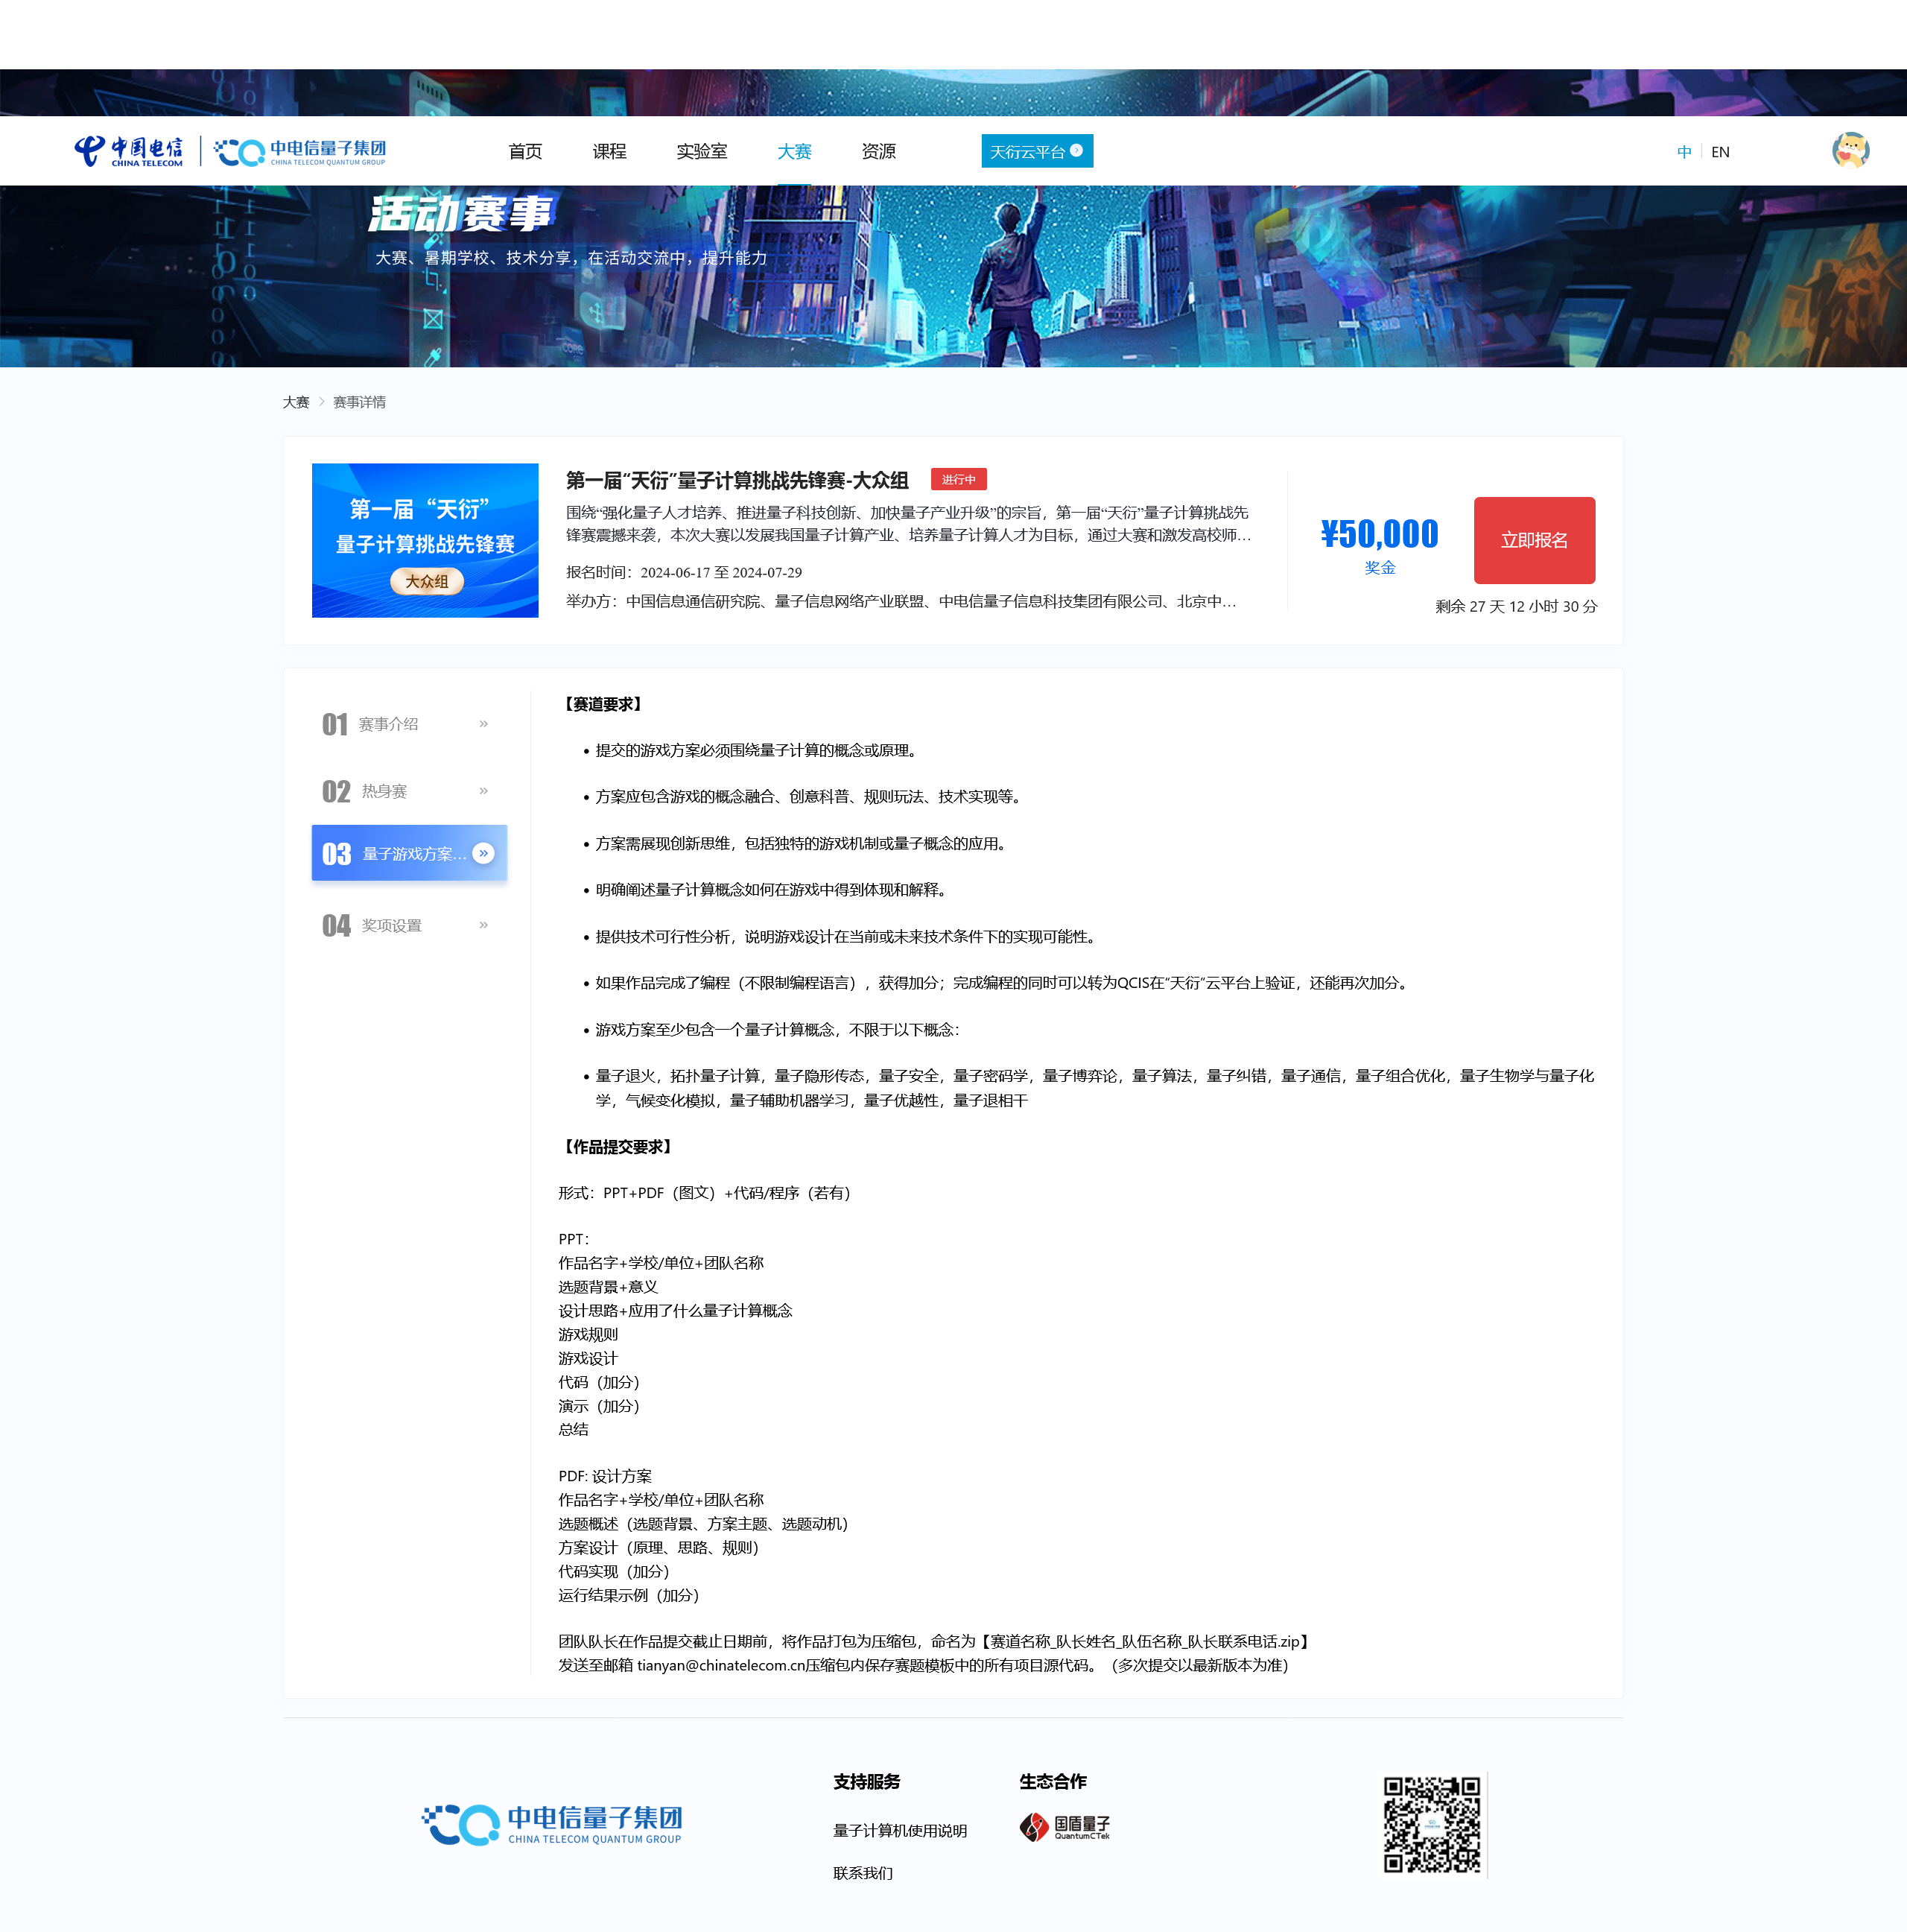 中国电信
CHINA TELECOM
中电信量子集团
CHINA TELECOM QUANTUM GROUP
首页
课程
实验室
大赛
资源
天衍云平台
中
EN
活动赛事
大赛、暑期学校、技术分享，在活动交流中，提升能力
大赛
赛事详情
第一届“天衍”
量子计算挑战先锋赛
大众组
第一届“天衍”量子计算挑战先锋赛-大众组
进行中
围绕“强化量子人才培养、推进量子科技创新、加快量子产业升级”的宗旨，第一届“天衍”量子计算挑战先
锋赛震撼来袭，本次大赛以发展我国量子计算产业、培养量子计算人才为目标，通过大赛和激发高校师…
报名时间：2024-06-17 至 2024-07-29
举办方：中国信息通信研究院、量子信息网络产业联盟、中电信量子信息科技集团有限公司、北京中…
¥50,000
奖金
立即报名
剩余 27 天 12 小时 30 分
01 赛事介绍
02 热身赛
03 量子游戏方案…
04 奖项设置
【赛道要求】
• 提交的游戏方案必须围绕量子计算的概念或原理。
• 方案应包含游戏的概念融合、创意科普、规则玩法、技术实现等。
• 方案需展现创新思维，包括独特的游戏机制或量子概念的应用。
• 明确阐述量子计算概念如何在游戏中得到体现和解释。
• 提供技术可行性分析，说明游戏设计在当前或未来技术条件下的实现可能性。
• 如果作品完成了编程（不限制编程语言），获得加分；完成编程的同时可以转为QCIS在“天衍”云平台上验证，还能再次加分。
• 游戏方案至少包含一个量子计算概念，不限于以下概念：
• 量子退火，拓扑量子计算，量子隐形传态，量子安全，量子密码学，量子博弈论，量子算法，量子纠错，量子通信，量子组合优化，量子生物学与量子化
学，气候变化模拟，量子辅助机器学习，量子优越性，量子退相干
【作品提交要求】
形式：PPT+PDF（图文）+代码/程序（若有）
PPT：
作品名字+学校/单位+团队名称
选题背景+意义
设计思路+应用了什么量子计算概念
游戏规则
游戏设计
代码（加分）
演示（加分）
总结
PDF: 设计方案
作品名字+学校/单位+团队名称
选题概述（选题背景、方案主题、选题动机）
方案设计（原理、思路、规则）
代码实现（加分）
运行结果示例（加分）
团队队长在作品提交截止日期前，将作品打包为压缩包，命名为【赛道名称_队长姓名_队伍名称_队长联系电话.zip】
发送至邮箱 tianyan@chinatelecom.cn压缩包内保存赛题模板中的所有项目源代码。（多次提交以最新版本为准）
中电信量子集团
CHINA TELECOM QUANTUM GROUP
支持服务
量子计算机使用说明
联系我们
生态合作
国盾量子
QuantumCTek